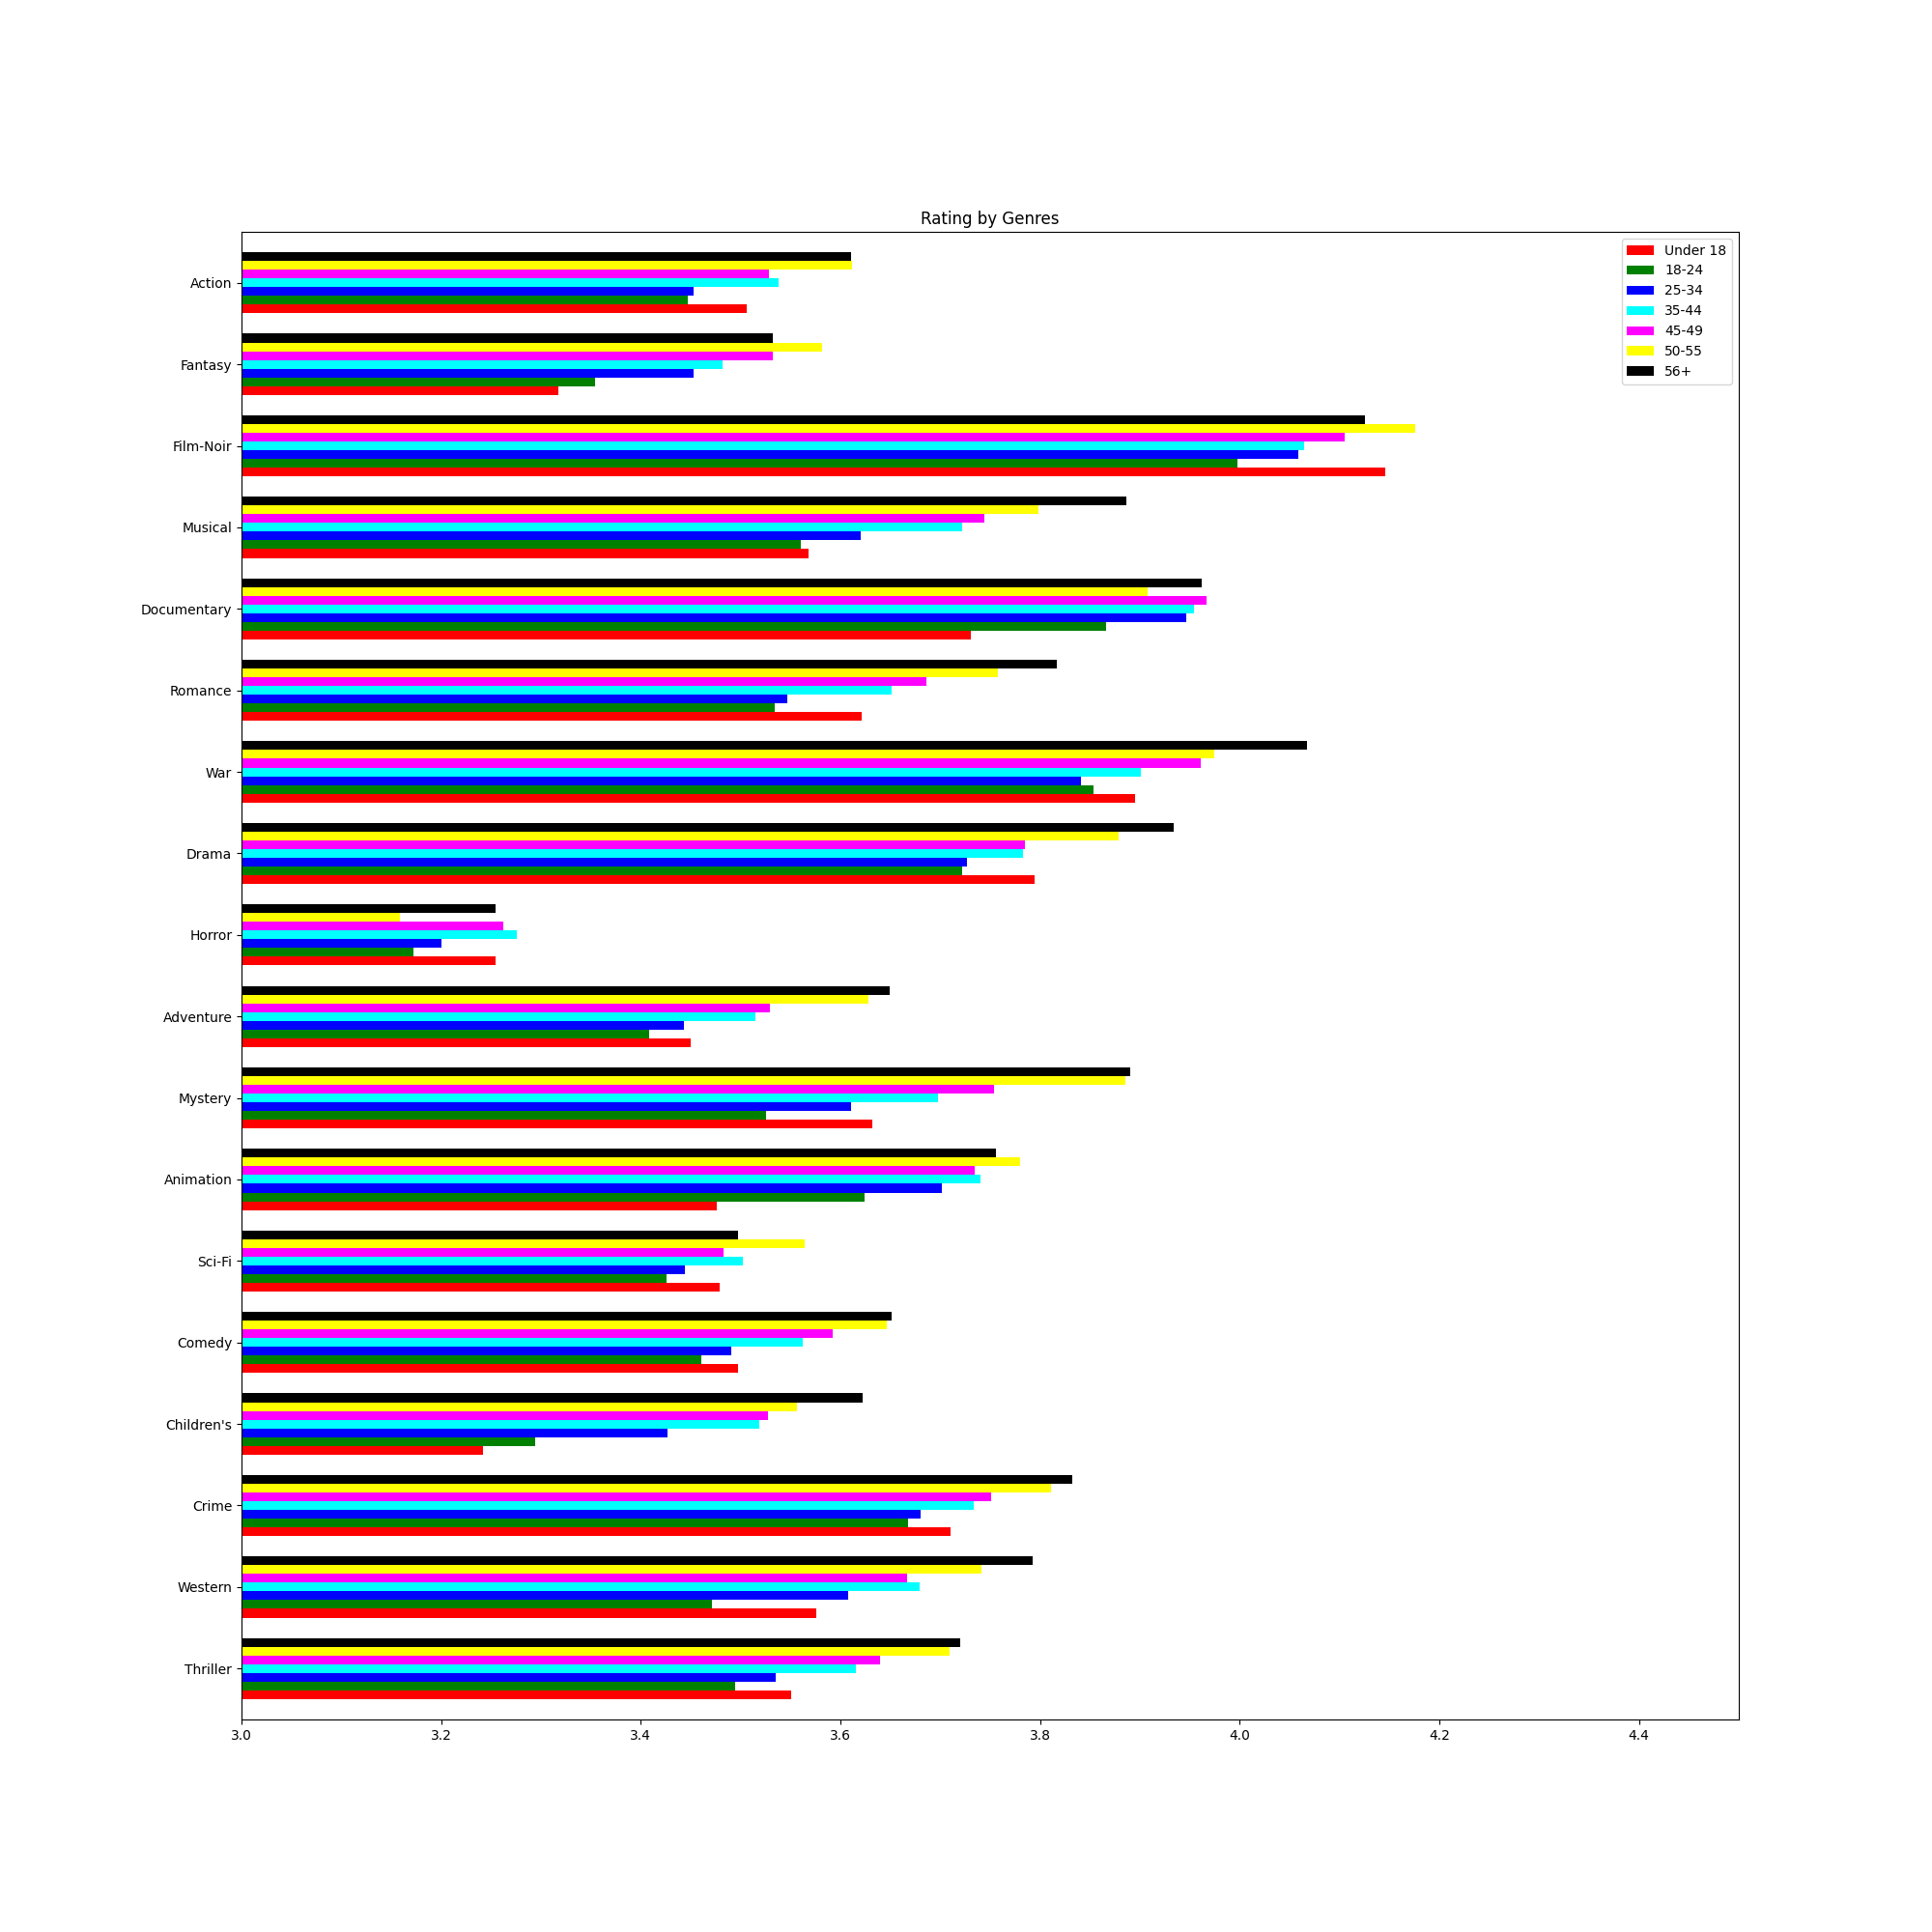 Rating by Genres
Under 18
18-24
25-34
35-44
45-49
50-55
56+
Action
Fantasy
Film-Noir
Musical
Documentary
Romance
War
Drama
Horror
Adventure
Mystery
Animation
Sci-Fi
Comedy
Children's
Crime
Western
Thriller
3.0 3.2 3.4 3.6 3.8 4.0 4.2 4.4